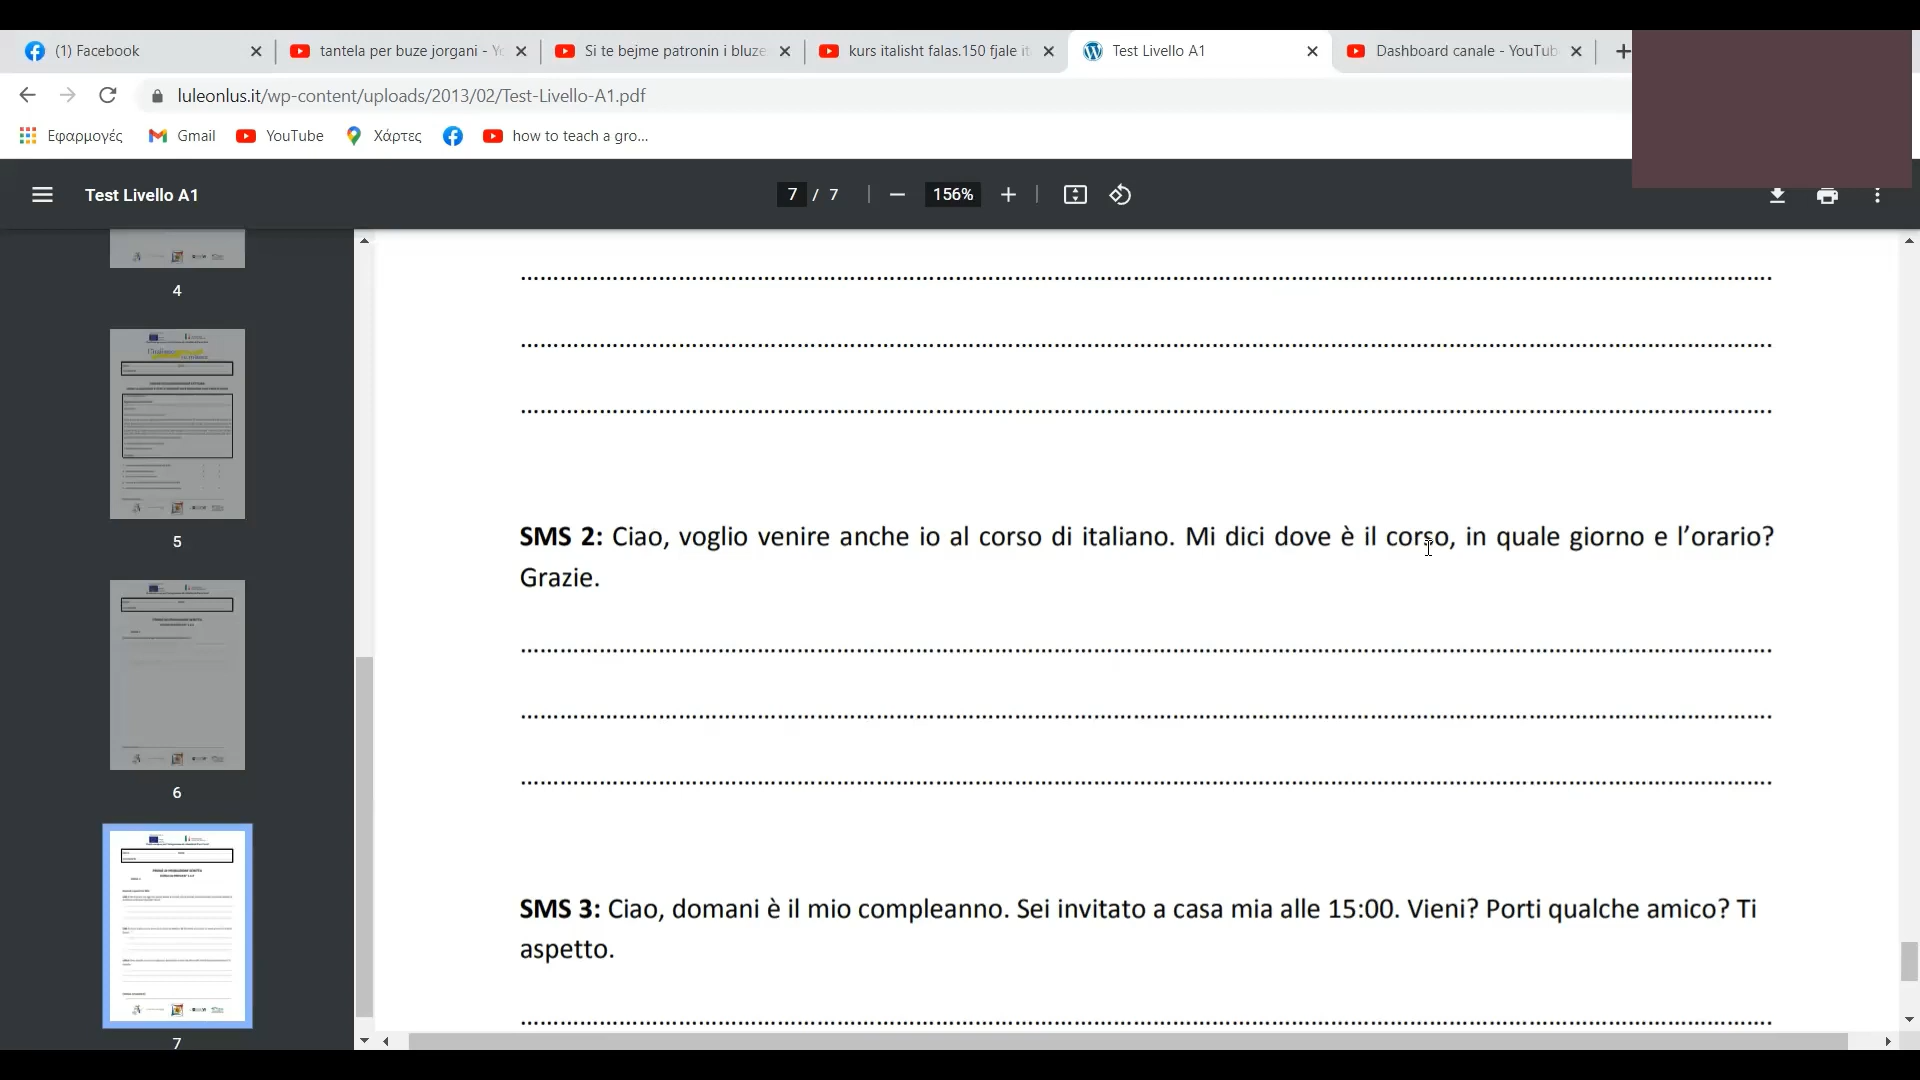 (1) Facebook
tantela per buze jorgani - Yo
Si te bejme patronin i bluze
kurs italisht falas.150 fjale it
Test Livello A1
Dashboard canale - YouTub
luleonlus.it/wp-content/uploads/2013/02/Test-Livello-A1.pdf
Εφαρμογές
Gmail
YouTube
Χάρτες
how to teach a gro...
Test Livello A1
7 / 7
156%
4
5
6
7
SMS 2: Ciao, voglio venire anche io al corso di italiano. Mi dici dove è il corso, in quale giorno e l’orario?
Grazie.
SMS 3: Ciao, domani è il mio compleanno. Sei invitato a casa mia alle 15:00. Vieni? Porti qualche amico? Ti
aspetto.